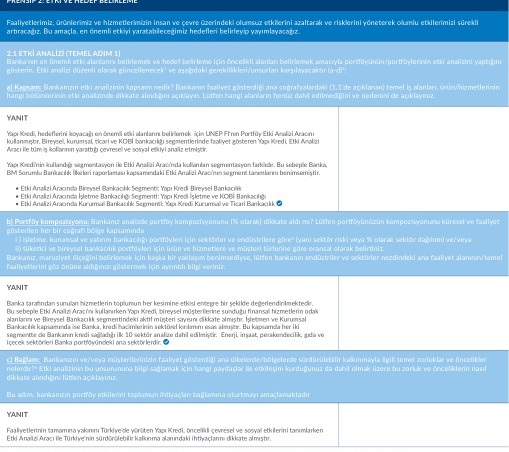 PRENSİP 2: ETKİ VE HEDEF BELİRLEME
Faaliyetlerimiz, ürünlerimiz ve hizmetlerimizin insan ve çevre üzerindeki olumsuz etkilerini azaltarak ve risklerini yöneterek olumlu etkilerimizi sürekli
artıracağız. Bu amaçla, en önemli etkiyi yaratabileceğimiz hedefleri belirleyip yayımlayacağız.
2.1 ETKİ ANALİZİ (TEMEL ADIM 1)
Banka'nın en önemli etki alanlarını belirlemek ve hedef belirleme için öncelikli alanları belirlemek amacıyla portföyünün/portföylerinin etki analizini yaptığını
gösterin. Etki analizi düzenli olarak güncellenecek² ve aşağıdaki gereklilikleri/unsurları karşılayacaktır (a-d)³:
a) Kapsam: Bankanızın etki analizinin kapsamı nedir? Bankanın faaliyet gösterdiği ana coğrafyalardaki (1.1'de açıklanan) temel iş alanları, ürün/hizmetlerinin
hangi bölümlerinin etki analizinde dikkate alındığını açıklayın. Lütfen hangi alanların henüz dahil edilmediğini ve nedenini de açıklayınız.
YANIT
Yapı Kredi, hedeflerini koyacağı en önemli etki alanlarını belirlemek için UNEP FI'nın Portföy Etki Analizi Aracını
kullanmıştır. Bireysel, kurumsal, ticari ve KOBİ bankacılığı segmentlerinde faaliyet gösteren Yapı Kredi, Etki Analizi
Aracı ile tüm iş kollarının yarattığı çevresel ve sosyal etkiyi analiz etmiştir.
Yapı Kredi'nin kullandığı segmentasyon ile Etki Analizi Aracı'nda kullanılan segmentasyon farklıdır. Bu sebeple Banka,
BM Sorumlu Bankacılık İlkeleri raporlaması kapsamındaki Etki Analizi Aracı'nın segment tanımlarını benimsemiştir.
• Etki Analizi Aracında Bireysel Bankacılık Segmenti: Yapı Kredi Bireysel Bankacılık
• Etki Analizi Aracında İşletme Bankacılığı Segmenti: Yapı Kredi İşletme ve KOBİ Bankacılığı
• Etki Analizi Aracında Kurumsal Bankacılık Segmenti: Yapı Kredi Kurumsal ve Ticari Bankacılık
b) Portföy kompozisyonu: Bankanız analizde portföy kompozisyonunu (% olarak) dikkate aldı mı? Lütfen portföyünüzün kompozisyonunu küresel ve faaliyet
gösterilen her bir coğrafi bölge kapsamında
i) işletme, kurumsal ve yatırım bankacılığı portföyleri için sektörler ve endüstrilere göre⁴ (yani sektör riski veya % olarak sektör dağılımı) ve/veya
ii) tüketici ve bireysel bankacılık portföyleri için ürün ve hizmetlere ve müşteri türlerine göre oransal olarak belirtiniz.
Bankanız, maruziyet ölçeğini belirlemek için başka bir yaklaşım benimsediyse, lütfen bankanın endüstriler ve sektörler nezdindeki ana faaliyet alanının/temel
faaliyetlerini göz önüne aldığınızı göstermek için ayrıntılı bilgi veriniz.
YANIT
Banka tarafından sunulan hizmetlerin toplumun her kesimine etkisi entegre bir şekilde değerlendirilmektedir.
Bu sebeple Etki Analizi Aracı'nı kullanırken Yapı Kredi, bireysel müşterilerine sunduğu finansal hizmetlerin odak
alanlarını ve Bireysel Bankacılık segmentindeki aktif müşteri sayısını dikkate almıştır. İşletmen ve Kurumsal
Bankacılık kapsamında ise Banka, kredi hacimlerinin sektörel kırılımını esas almıştır. Bu kapsamda her iki
segmentte de Bankanın kredi sağladığı ilk 10 sektör analize dahil edilmiştir. Enerji, inşaat, perakendecilik, gıda ve
içecek sektörleri Banka portföyündeki ana sektörlerdir.
c) Bağlam: Bankanızın ve/veya müşterilerinizin faaliyet gösterdiği ana ülkelerde/bölgelerde sürdürülebilir kalkınmayla ilgili temel zorluklar ve öncelikler
nelerdir?⁵ Etki analizinin bu unsurununa bilgi sağlamak için hangi paydaşlar ile etkileşim kurduğunuz da dahil olmak üzere bu zorluk ve önceliklerin nasıl
dikkate alındığını lütfen açıklayınız.
Bu adım, bankanızın portföy etkilerini toplumun ihtiyaçları bağlamına oturtmayı amaçlamaktadır
YANIT
Faaliyetlerinin tamamına yakınını Türkiye'de yürüten Yapı Kredi, öncelikli çevresel ve sosyal etkilerini tanımlarken
Etki Analizi Aracı ile Türkiye'nin sürdürülebilir kalkınma alanındaki ihtiyaçlarını dikkate almıştır.